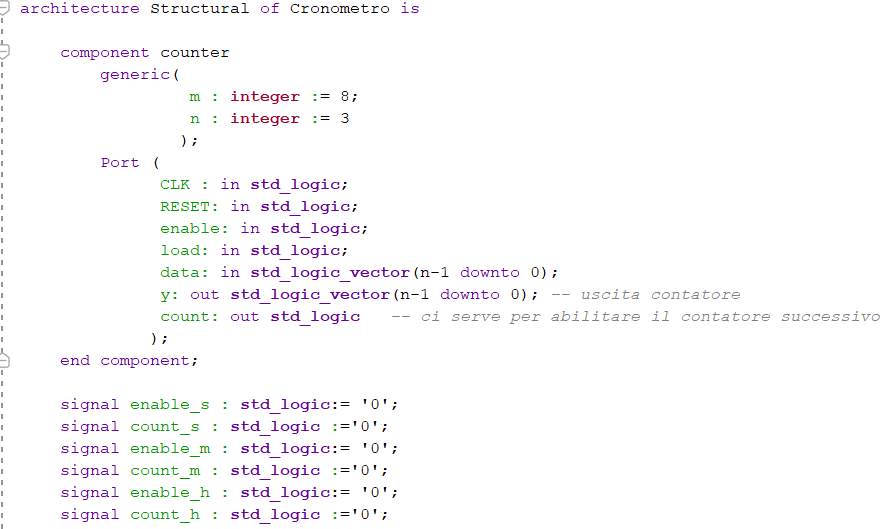 architecture Structural of Cronometro is
component counter
generic(
m : integer := 8;
n : integer := 3
);
Port (
CLK : in std_logic;
RESET: in std_logic;
enable: in std_logic;
load: in std_logic;
data: in std_logic_vector(n-1 downto 0);
y: out std_logic_vector(n-1 downto 0); -- uscita contatore
count: out std_logic -- ci serve per abilitare il contatore successivo
);
end component;
signal enable_s : std_logic:= '0';
signal count_s : std_logic :='0';
signal enable_m : std_logic:= '0';
signal count_m : std_logic :='0';
signal enable_h : std_logic:= '0';
signal count_h : std_logic :='0';